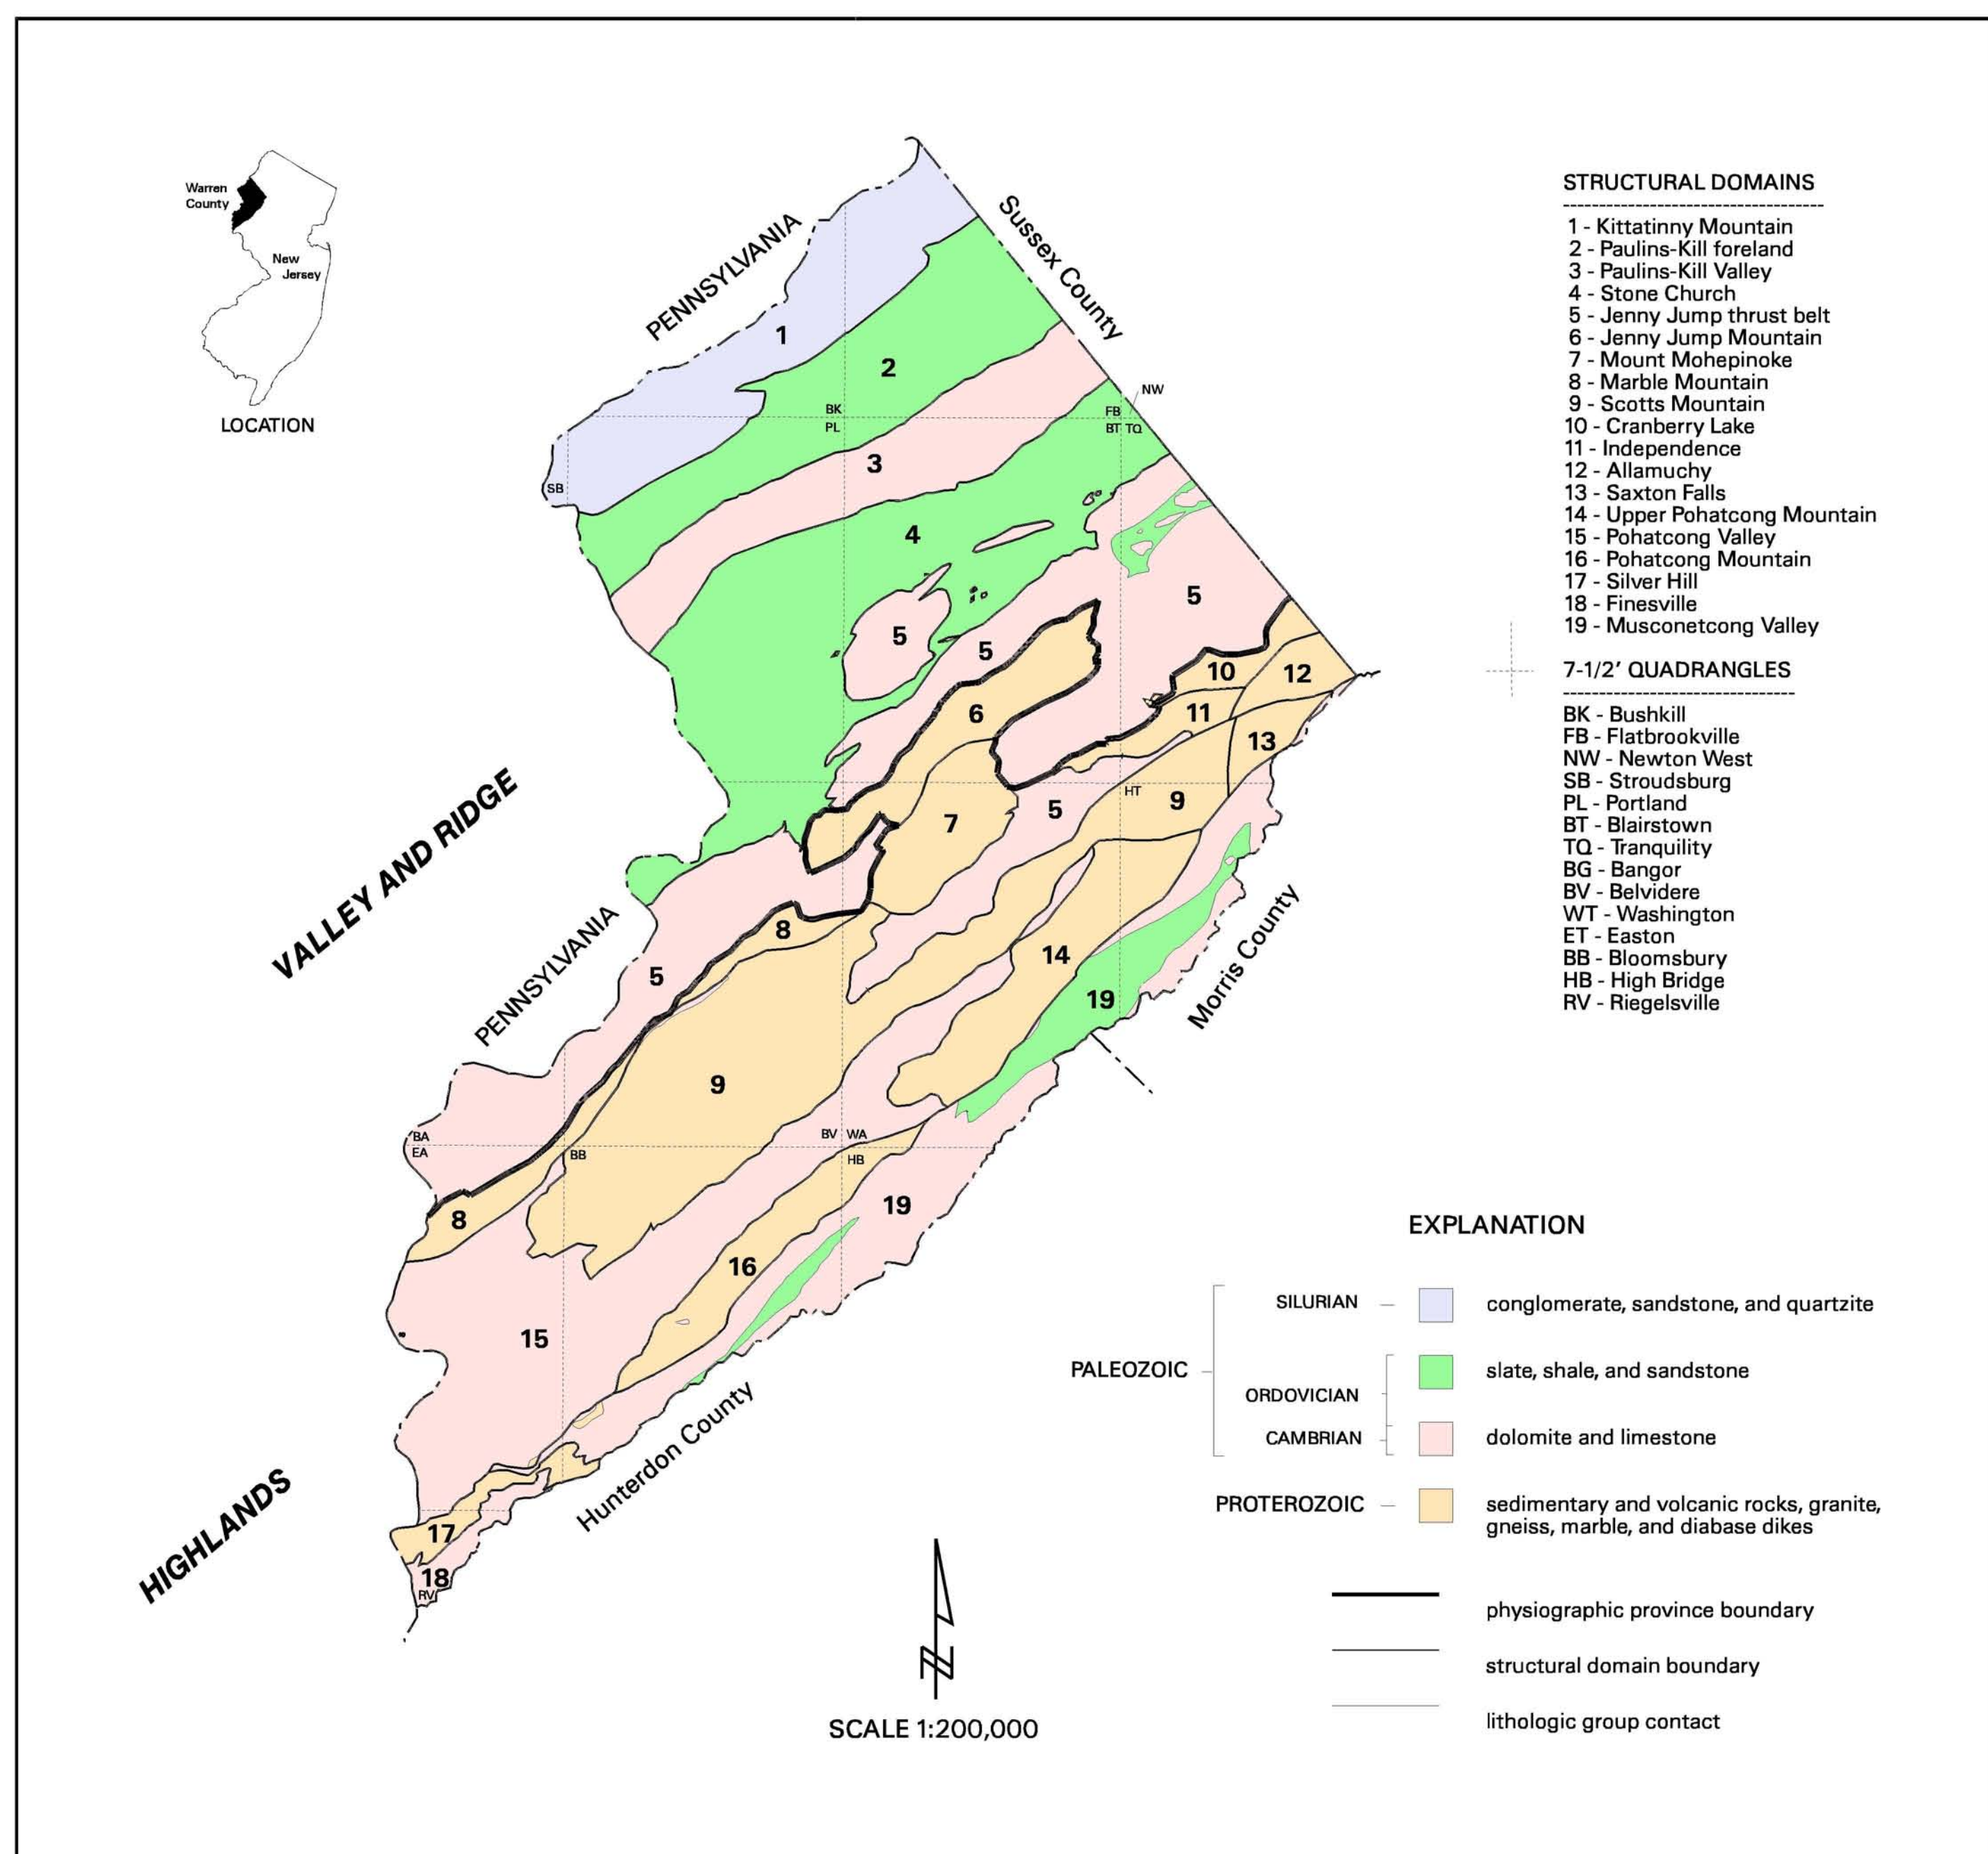 Warren
County
New
Jersey
LOCATION
PENNSYLVANIA
Sussex County
1
2
BK
PL
NW
FB
BT TQ
3
SB
4
5
5
5
10
12
6
11
13
HT
9
5
7
VALLEY AND RIDGE
8
PENNSYLVANIA
14
5
19
Morris County
9
BA
EA
BV WA
BB
HB
8
19
16
15
Hunterdon County
HIGHLANDS
17
18
RV
N
SCALE 1:200,000
STRUCTURAL DOMAINS
------------------------------------
1 - Kittatinny Mountain
2 - Paulins-Kill foreland
3 - Paulins-Kill Valley
4 - Stone Church
5 - Jenny Jump thrust belt
6 - Jenny Jump Mountain
7 - Mount Mohepinoke
8 - Marble Mountain
9 - Scotts Mountain
10 - Cranberry Lake
11 - Independence
12 - Allamuchy
13 - Saxton Falls
14 - Upper Pohatcong Mountain
15 - Pohatcong Valley
16 - Pohatcong Mountain
17 - Silver Hill
18 - Finesville
19 - Musconetcong Valley
7-1/2' QUADRANGLES
--------------------------------
BK - Bushkill
FB - Flatbrookville
NW - Newton West
SB - Stroudsburg
PL - Portland
BT - Blairstown
TQ - Tranquility
BG - Bangor
BV - Belvidere
WT - Washington
ET - Easton
BB - Bloomsbury
HB - High Bridge
RV - Riegelsville
EXPLANATION
SILURIAN
conglomerate, sandstone, and quartzite
PALEOZOIC
slate, shale, and sandstone
ORDOVICIAN
CAMBRIAN
dolomite and limestone
PROTEROZOIC
sedimentary and volcanic rocks, granite,
gneiss, marble, and diabase dikes
physiographic province boundary
structural domain boundary
lithologic group contact